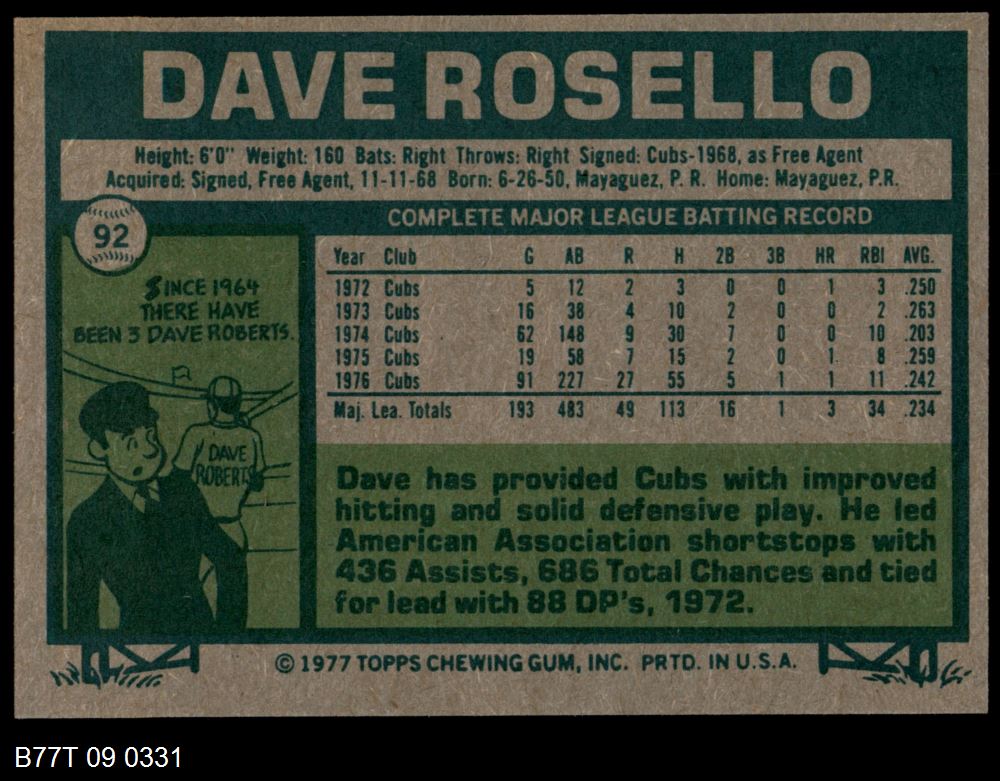 DAVE ROSELLO
Height: 6'0" Weight: 160 Bats: Right Throws: Right Signed: Cubs-1968, as Free Agent
Acquired: Signed, Free Agent, 11-11-68 Born: 6-26-50, Mayaguez, P. R. Home: Mayaguez, P.R.
92
SINCE 1964
THERE HAVE
BEEN 3 DAVE ROBERTS.
DAVE
ROBERTS
COMPLETE MAJOR LEAGUE BATTING RECORD
Year Club G AB R H 2B 3B HR RBI AVG.
1972 Cubs 5 12 2 3 0 0 1 3 .250
1973 Cubs 16 38 4 10 2 0 0 2 .263
1974 Cubs 62 148 9 30 7 0 0 10 .203
1975 Cubs 19 58 7 15 2 0 1 8 .259
1976 Cubs 91 227 27 55 5 1 1 11 .242
Maj. Lea. Totals 193 483 49 113 16 1 3 34 .234
Dave has provided Cubs with improved
hitting and solid defensive play. He led
American Association shortstops with
436 Assists, 686 Total Chances and tied
for lead with 88 DP's, 1972.
© 1977 TOPPS CHEWING GUM, INC. PRTD. IN U.S.A.
B77T 09 0331